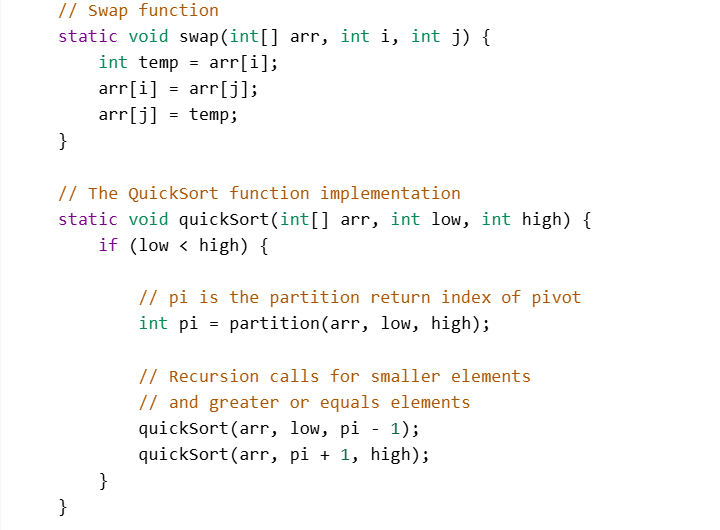 // Swap function
static void swap(int[] arr, int i, int j) {
    int temp = arr[i];
    arr[i] = arr[j];
    arr[j] = temp;
}

// The QuickSort function implementation
static void quickSort(int[] arr, int low, int high) {
    if (low < high) {

        // pi is the partition return index of pivot
        int pi = partition(arr, low, high);

        // Recursion calls for smaller elements
        // and greater or equals elements
        quickSort(arr, low, pi - 1);
        quickSort(arr, pi + 1, high);
    }
}